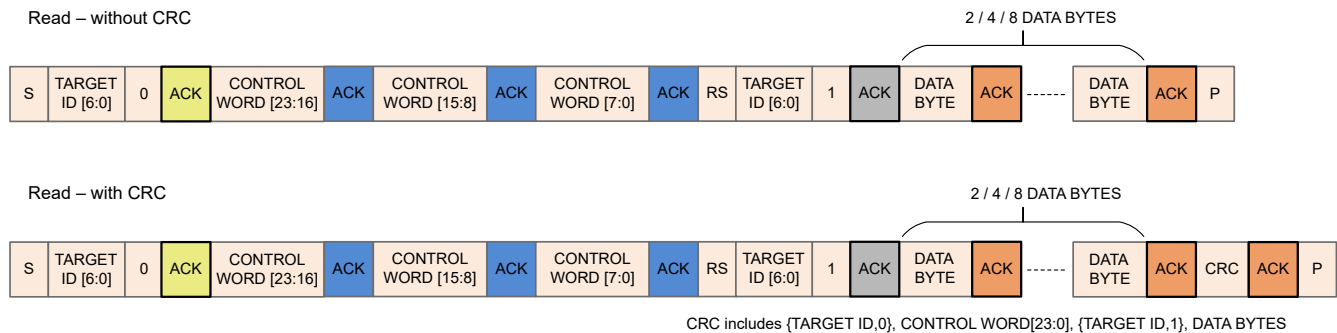 Read – without CRC
2 / 4 / 8 DATA BYTES
S TARGET ID [6:0] 0 ACK CONTROL WORD [23:16] ACK CONTROL WORD [15:8] ACK CONTROL WORD [7:0] ACK RS TARGET ID [6:0] 1 ACK DATA BYTE ACK ------ DATA BYTE ACK P
Read – with CRC
2 / 4 / 8 DATA BYTES
S TARGET ID [6:0] 0 ACK CONTROL WORD [23:16] ACK CONTROL WORD [15:8] ACK CONTROL WORD [7:0] ACK RS TARGET ID [6:0] 1 ACK DATA BYTE ACK ------ DATA BYTE ACK CRC ACK P
CRC includes {TARGET ID,0}, CONTROL WORD[23:0], {TARGET ID,1}, DATA BYTES